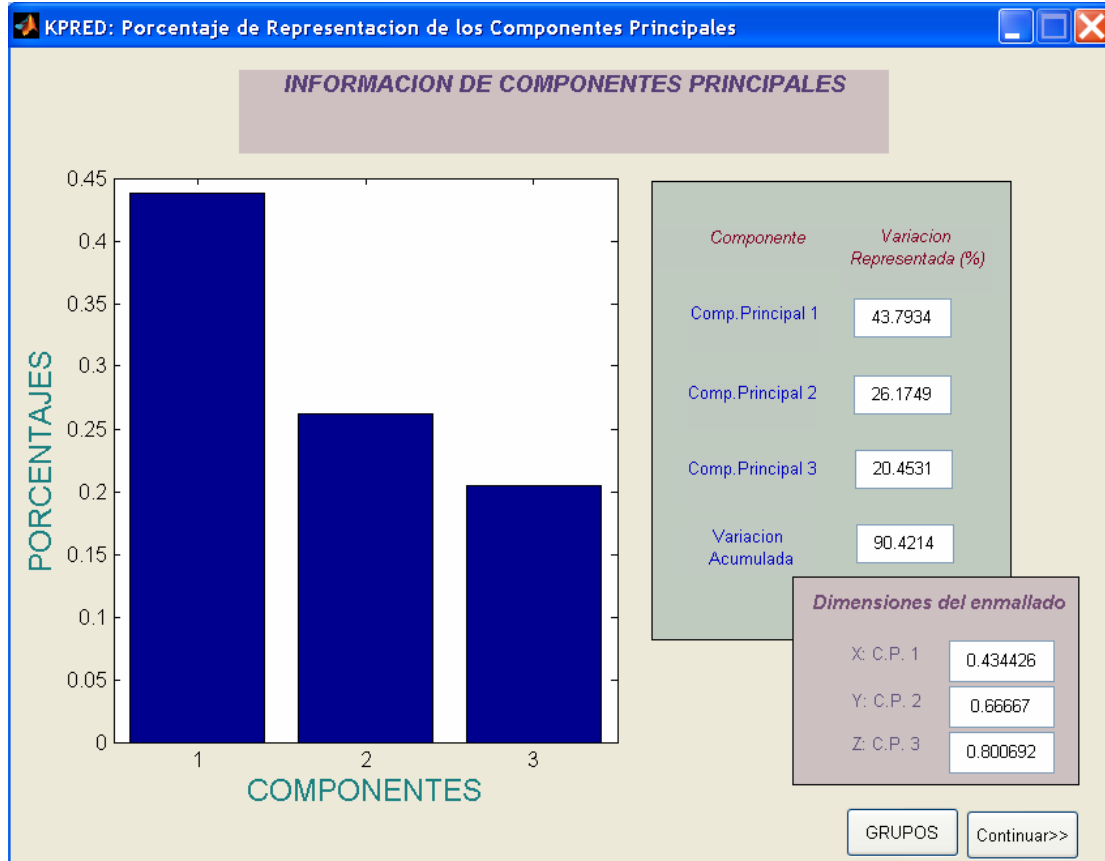 KPRED: Porcentaje de Representacion de los Componentes Principales
INFORMACION DE COMPONENTES PRINCIPALES
0.45
0.4
0.35
0.3
0.25
0.2
0.15
0.1
0.05
0
PORCENTAJES
1 2 3
COMPONENTES
Componente Variacion
Representada (%)
Comp.Principal 1 43.7934
Comp.Principal 2 26.1749
Comp.Principal 3 20.4531
Variacion
Acumulada 90.4214
Dimensiones del enmallado
X: C.P. 1 0.434426
Y: C.P. 2 0.66667
Z: C.P. 3 0.800692
GRUPOS Continuar>>